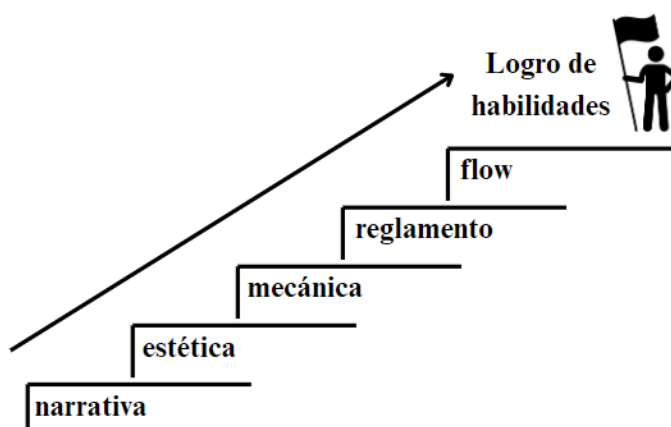 Logro de
habilidades
flow
reglamento
mecánica
estética
narrativa